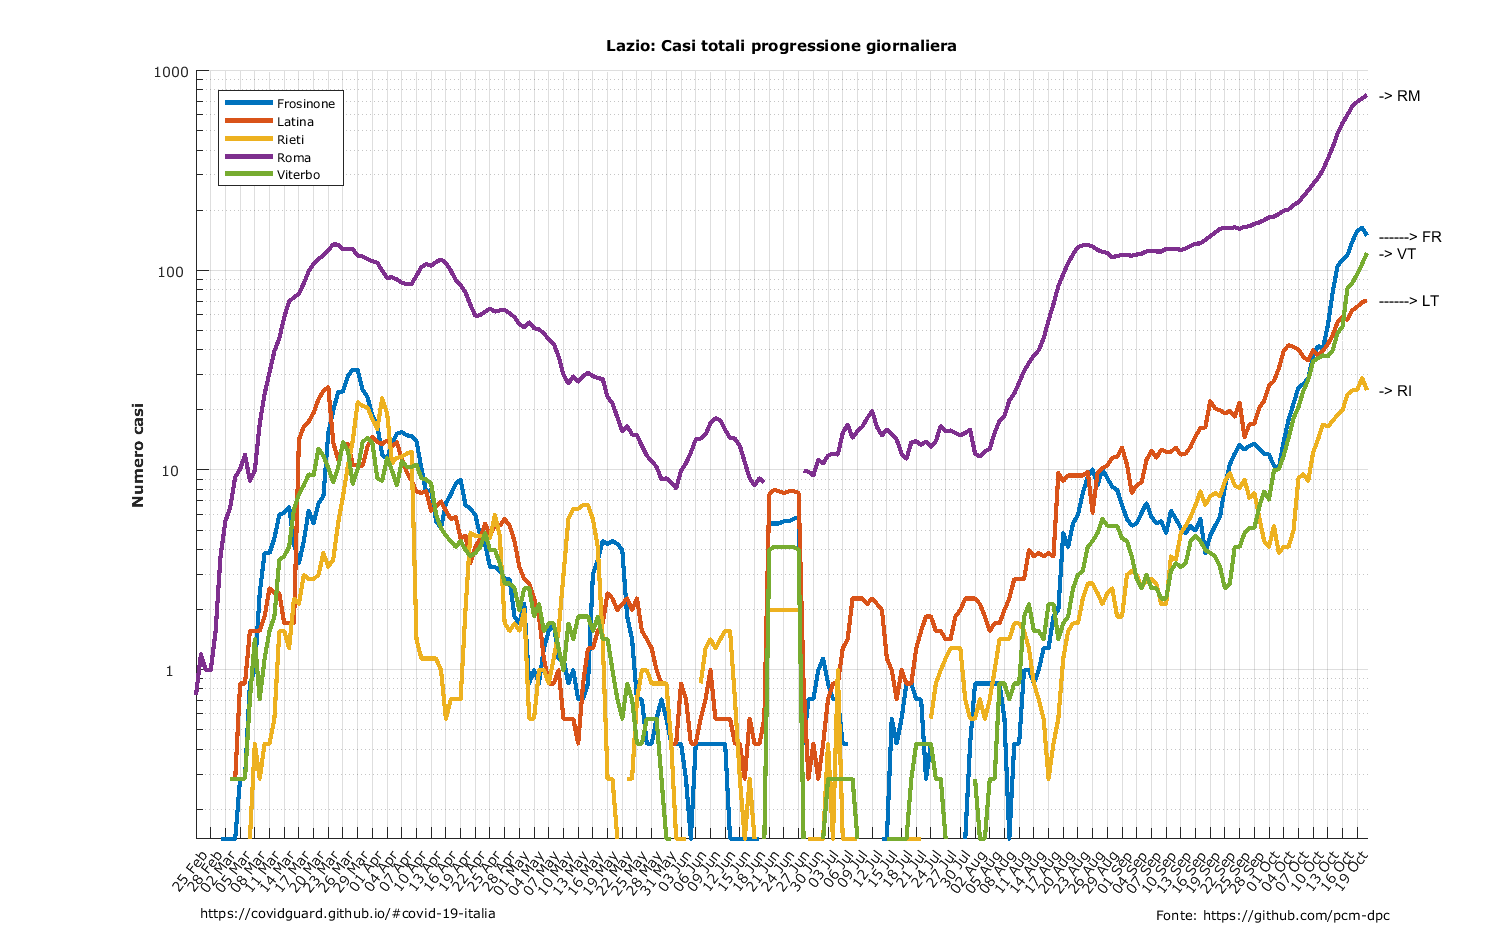 Lazio: Casi totali progressione giornaliera
1000
100
10
1
Numero casi
Frosinone
Latina
Rieti
Roma
Viterbo
-> RM
------> FR
-> VT
------> LT
-> RI
25 Feb
28 Feb
02 Mar
05 Mar
08 Mar
11 Mar
14 Mar
17 Mar
20 Mar
23 Mar
26 Mar
29 Mar
01 Apr
04 Apr
07 Apr
10 Apr
13 Apr
16 Apr
19 Apr
22 Apr
25 Apr
28 Apr
01 May
04 May
07 May
10 May
13 May
16 May
19 May
22 May
25 May
28 May
31 May
03 Jun
06 Jun
09 Jun
12 Jun
15 Jun
18 Jun
21 Jun
24 Jun
27 Jun
30 Jun
03 Jul
06 Jul
09 Jul
12 Jul
15 Jul
18 Jul
21 Jul
24 Jul
27 Jul
30 Jul
02 Aug
05 Aug
08 Aug
11 Aug
14 Aug
17 Aug
20 Aug
23 Aug
26 Aug
29 Aug
01 Sep
04 Sep
07 Sep
10 Sep
13 Sep
16 Sep
19 Sep
22 Sep
25 Sep
28 Sep
01 Oct
04 Oct
07 Oct
10 Oct
13 Oct
16 Oct
19 Oct
https://covidguard.github.io/#covid-19-italia
Fonte: https://github.com/pcm-dpc